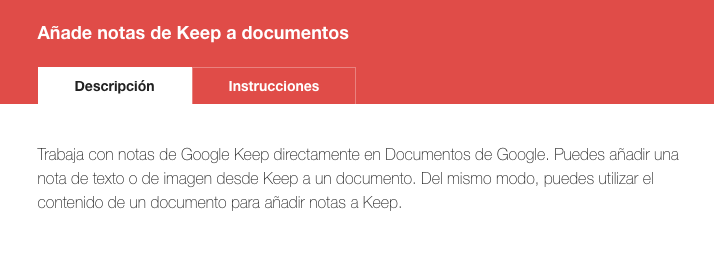 Añade notas de Keep a documentos
Descripción
Instrucciones
Trabaja con notas de Google Keep directamente en Documentos de Google. Puedes añadir una
nota de texto o de imagen desde Keep a un documento. Del mismo modo, puedes utilizar el
contenido de un documento para añadir notas a Keep.